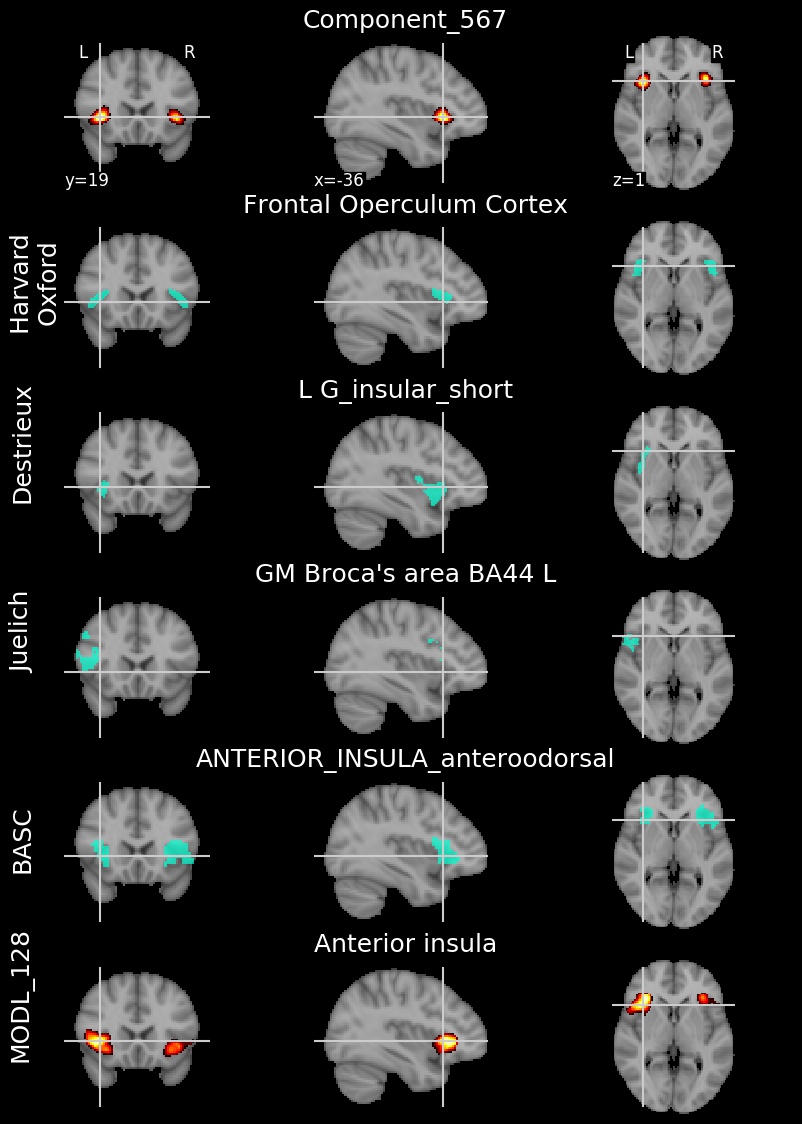 Component_567
L R L R
y=19 x=-36 z=1
Frontal Operculum Cortex
Harvard
Oxford
L G_insular_short
Destrieux
GM Broca's area BA44 L
Juelich
ANTERIOR_INSULA_anteroodorsal
BASC
Anterior insula
MODL_128